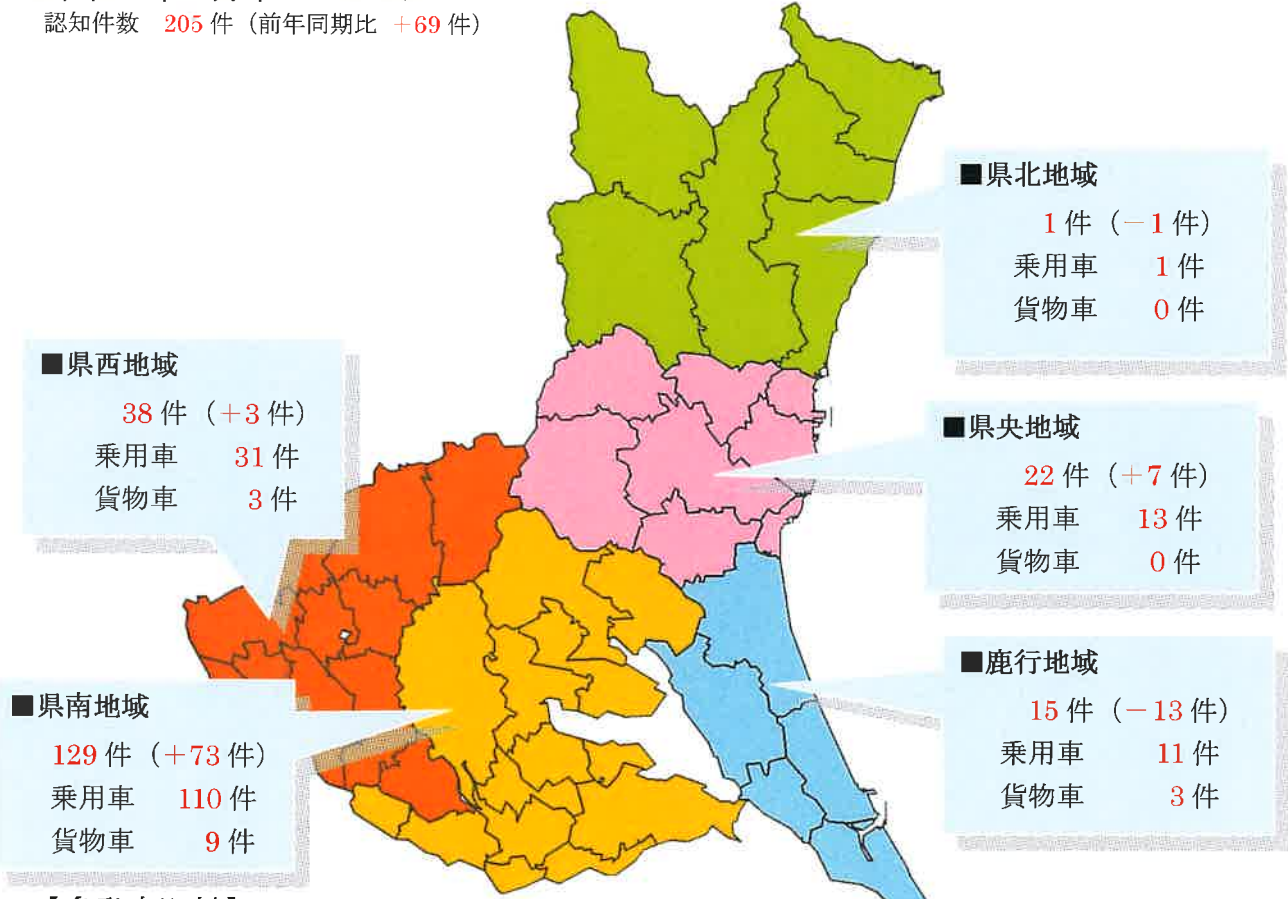 認知件数 205件(前年同期比 +69件)
■県北地域
1件(-1件)
乗用車 1件
貨物車 0件
■県西地域
38件(+3件)
乗用車 31件
貨物車 3件
■県央地域
22件(+7件)
乗用車 13件
貨物車 0件
■鹿行地域
15件(-13件)
乗用車 11件
貨物車 3件
■県南地域
129件(+73件)
乗用車 110件
貨物車 9件